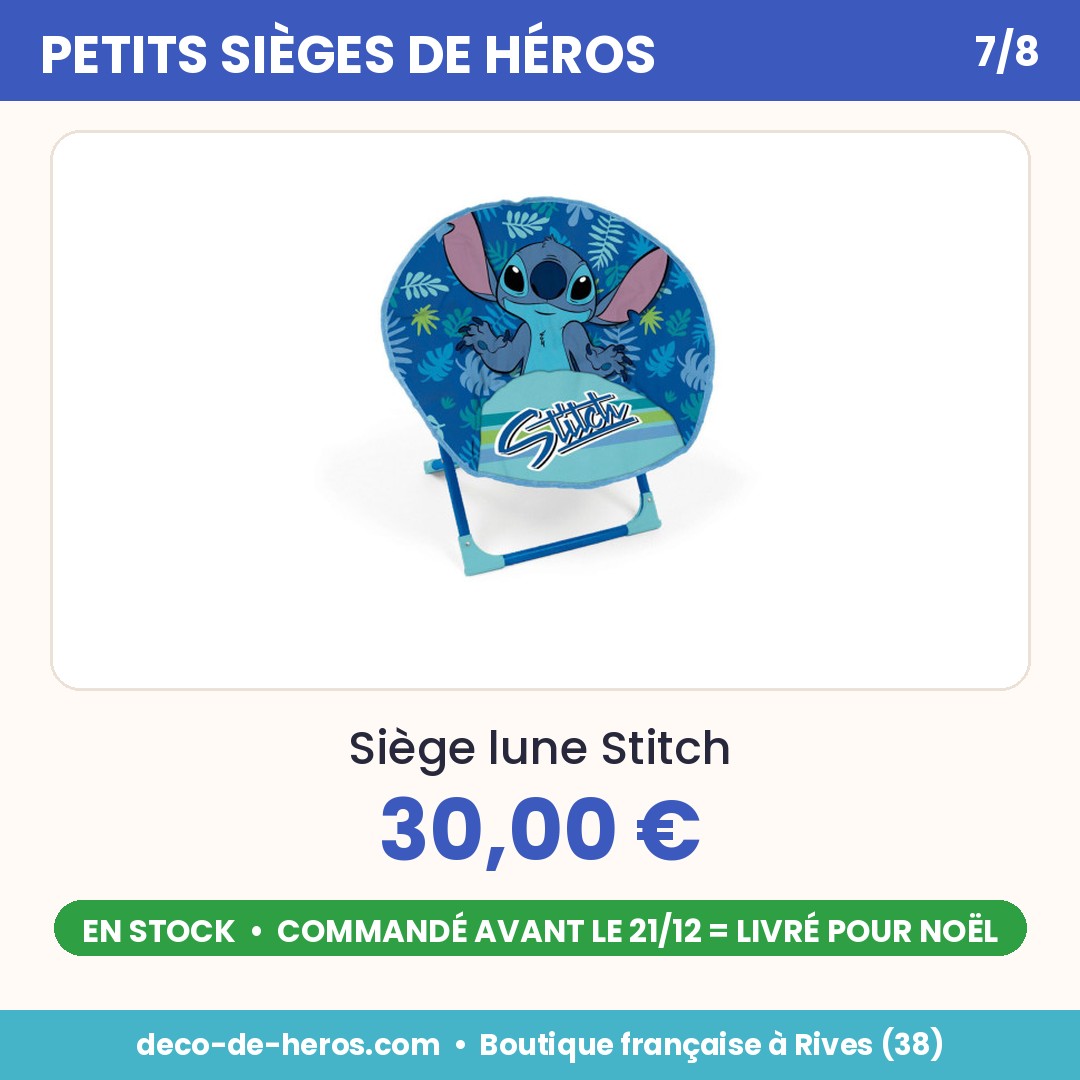 PETITS SIÈGES DE HÉROS
7/8
Stitch
Siège lune Stitch
30,00 €
EN STOCK • COMMANDÉ AVANT LE 21/12 = LIVRÉ POUR NOËL
deco-de-heros.com • Boutique française à Rives (38)